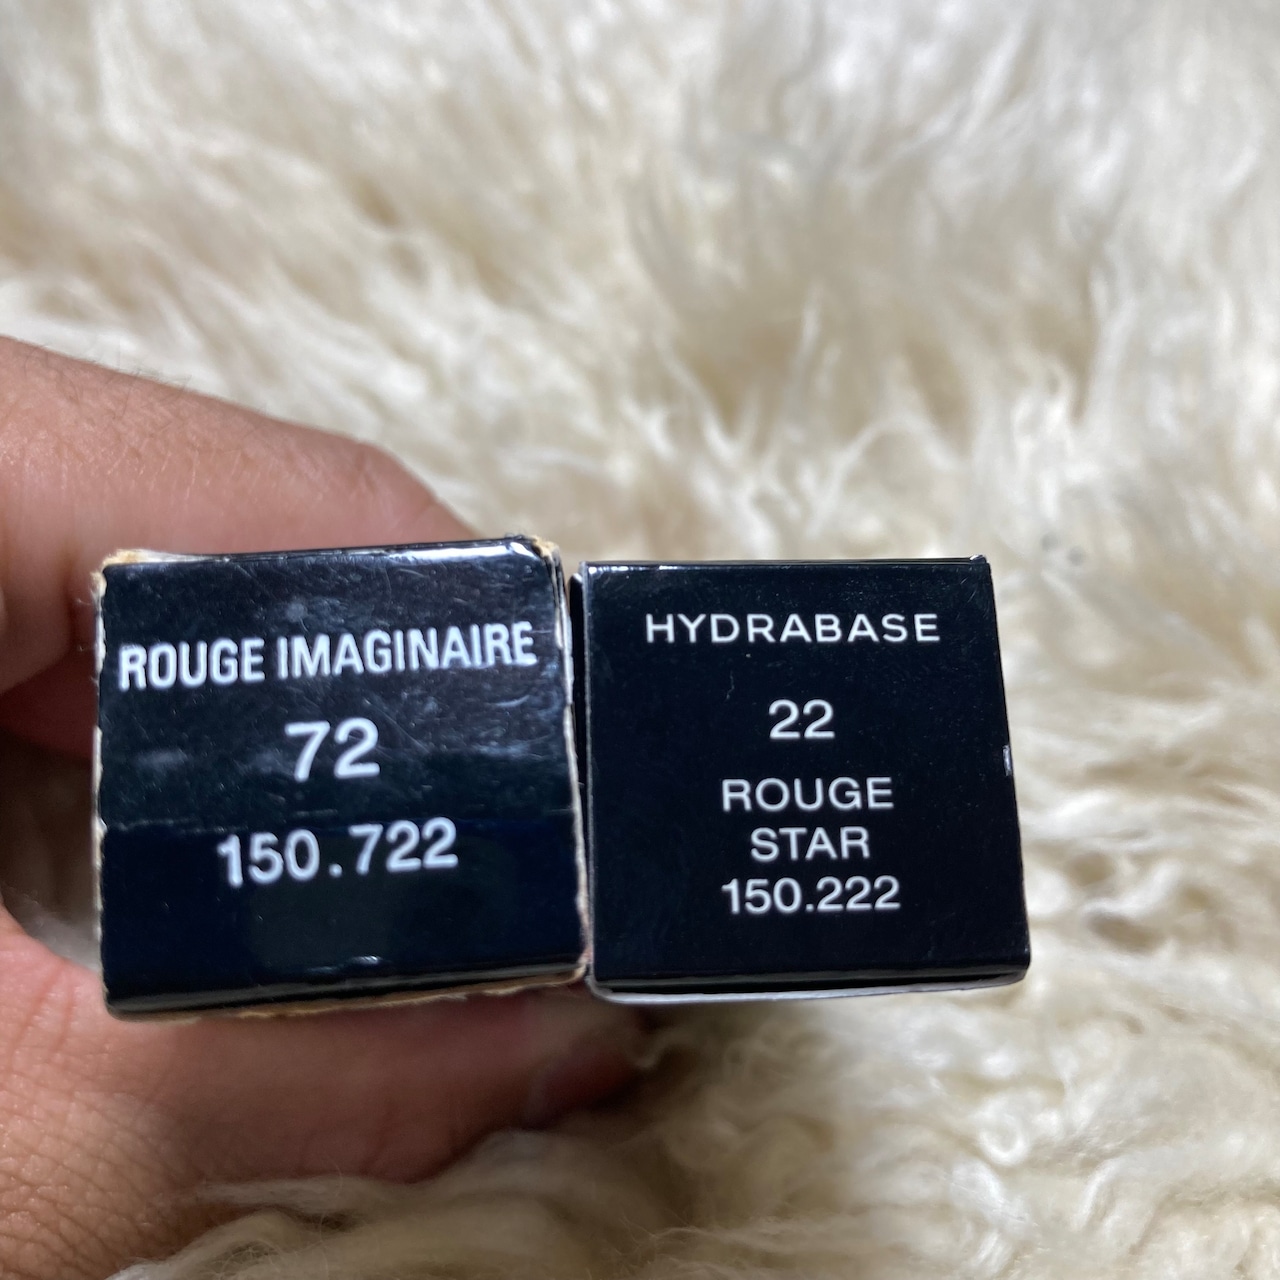 ROUGE IMAGINAIRE
72
150.722
HYDRABASE
22
ROUGE
STAR
150.222